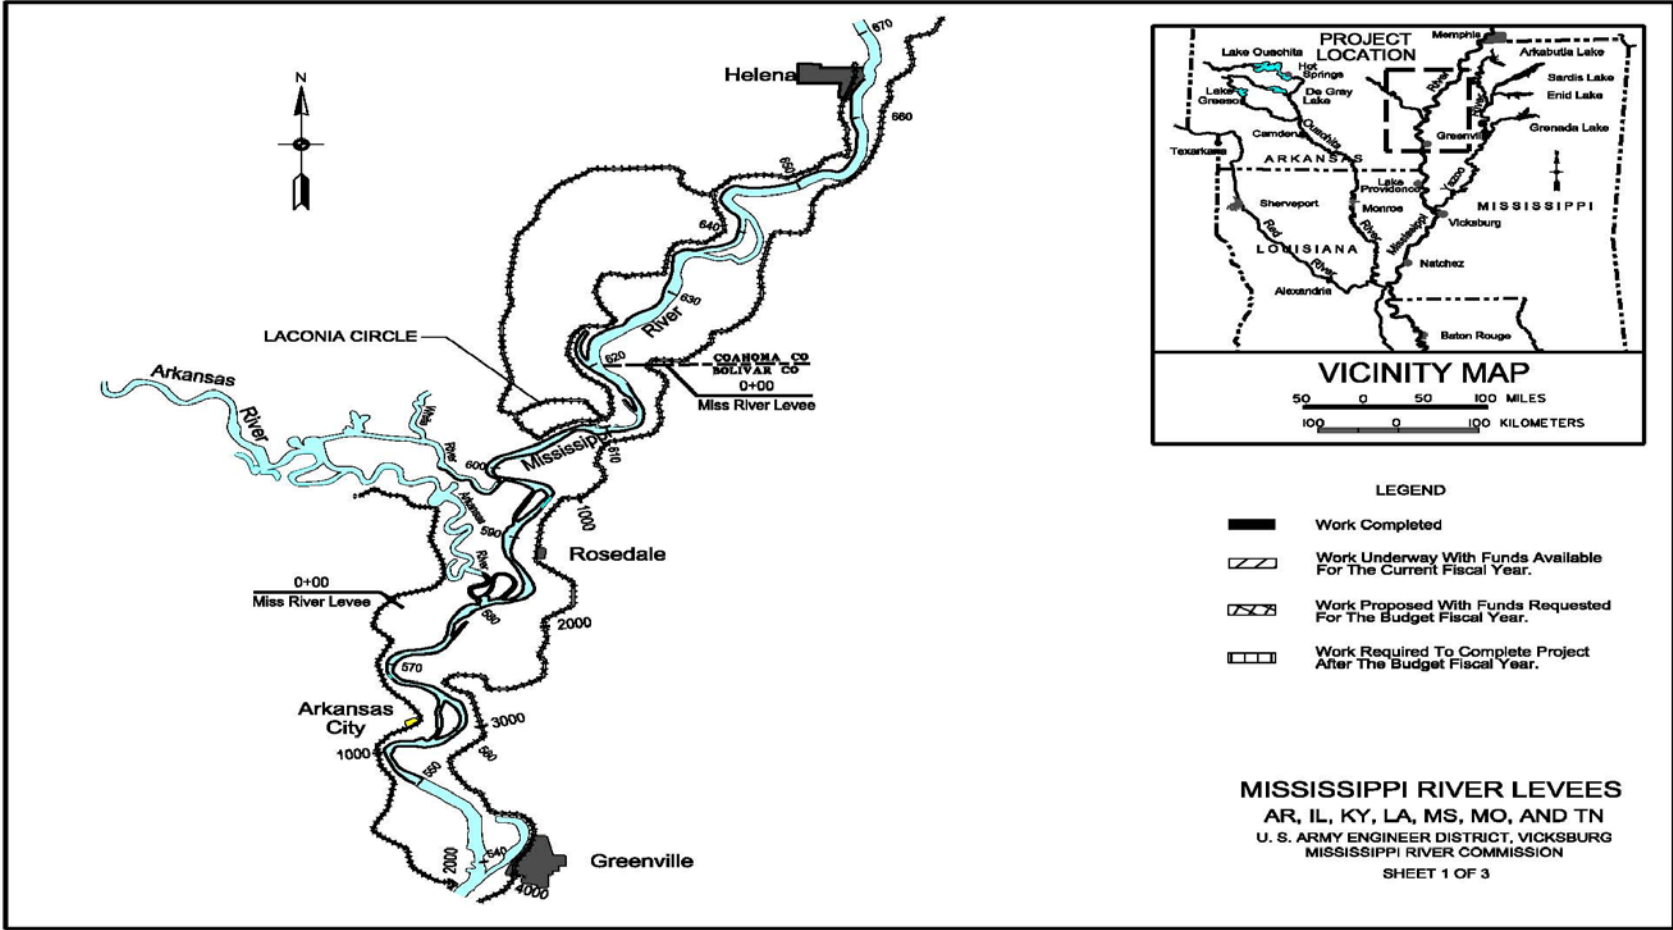 670
Helena
660
N
650
640
630
River
LACONIA CIRCLE
620
COAHOMA CO
BOLIVAR CO
0+00
Miss River Levee
Arkansas
River
White
River
Mississippi
610
600
1000
Arkansas
River
590
Rosedale
0+00
Miss River Levee
580
2000
570
Arkansas
City
3000
560
1000
550
2000
540
Greenville
4000
PROJECT
LOCATION
Memphis
Lake Ouachita
Hot
Springs
Arkabutla Lake
Sardis Lake
Lake
Greeson
De Gray
Lake
River
River
Enid Lake
Camden
Ouachita
Greenville
Grenada Lake
Texarkana
ARKANSAS
Lake
Providence
Yazoo
Sherveport
Monroe
MISSISSIPPI
Red
River
Mississippi
Vicksburg
LOUISIANA
River
Natchez
Alexandria
Baton Rouge
VICINITY MAP
50 0 50 100 MILES
100 0 100 KILOMETERS
LEGEND
Work Completed
Work Underway With Funds Available
For The Current Fiscal Year.
Work Proposed With Funds Requested
For The Budget Fiscal Year.
Work Required To Complete Project
After The Budget Fiscal Year.
MISSISSIPPI RIVER LEVEES
AR, IL, KY, LA, MS, MO, AND TN
U. S. ARMY ENGINEER DISTRICT, VICKSBURG
MISSISSIPPI RIVER COMMISSION
SHEET 1 OF 3